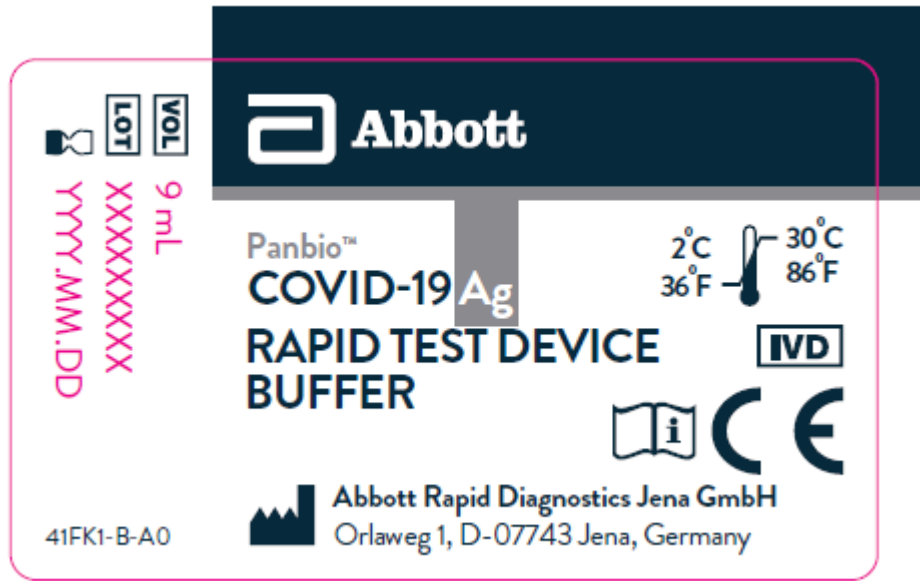 Abbott
VOL 9 mL
LOT XXXXXXXXX
YYYY.MM.DD
Panbio™
COVID-19 Ag
RAPID TEST DEVICE
BUFFER
2°C
36°F
30°C
86°F
IVD
i
CE
Abbott Rapid Diagnostics Jena GmbH
Orlaweg 1, D-07743 Jena, Germany
41FK1-B-A0